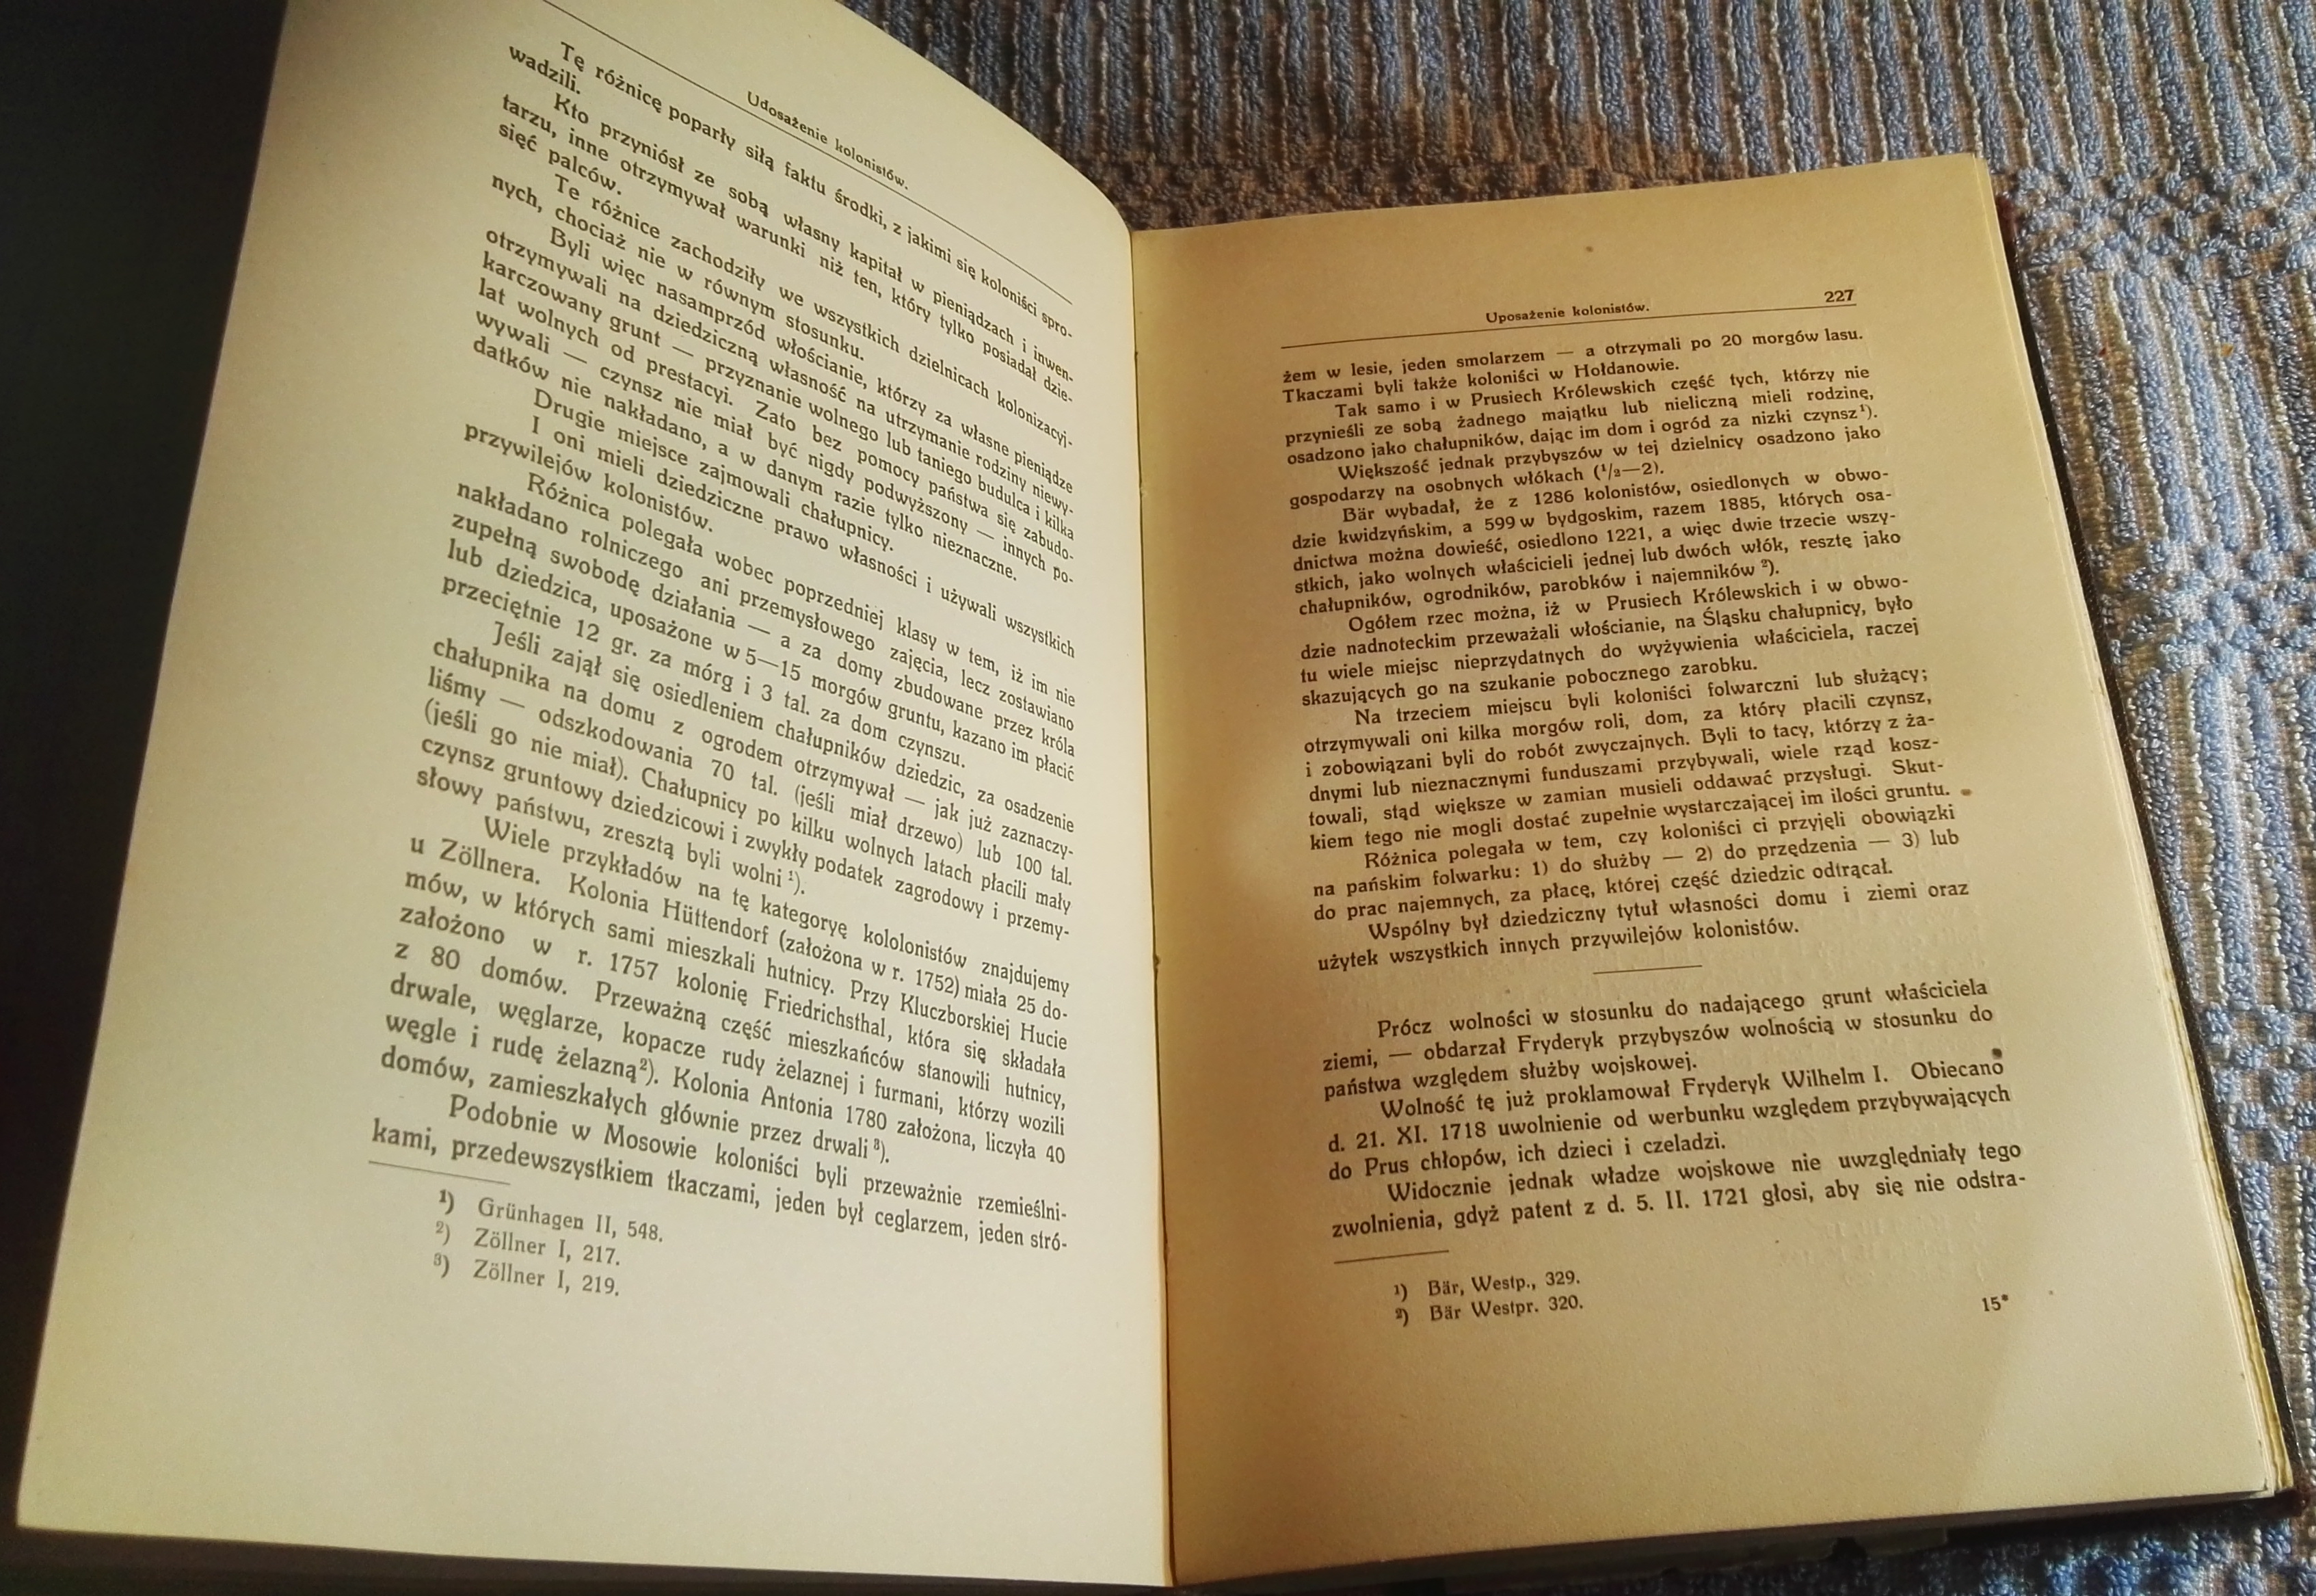 Udosażenie kolonistów.
Tę różnicę poparły siłą faktu środki, z jakimi się koloniści spro-
wadzili.
Kto przyniósł ze sobą własny kapitał w pieniądzach i inwen-
tarzu, inne otrzymywał warunki niż ten, który tylko posiadał dzie-
sięć palców.
Te różnice zachodziły we wszystkich dzielnicach kolonizacyj-
nych, chociaż nie w równym stosunku.
Byli więc nasamprzód włościanie, którzy za własne pieniądze
otrzymywali na dziedziczną własność na utrzymanie rodziny niewy-
karczowany grunt — przyznanie wolnego lub taniego budulca i kilka
lat wolnych od prestacyi. Zato bez pomocy państwa się zabudo-
wywali — czynsz nie miał być nigdy podwyższony — innych po-
datków nie nakładano, a w danym razie tylko nieznaczne.
Drugie miejsce zajmowali chałupnicy.
I oni mieli dziedziczne prawo własności i używali wszystkich
przywilejów kolonistów.
Różnica polegała wobec poprzedniej klasy w tem, iż im nie
nakładano rolniczego ani przemysłowego zajęcia, lecz zostawiano
zupełną swobodę działania — a za domy zbudowane przez króla
lub dziedzica, uposażone w 5—15 morgów gruntu, kazano im płacić
przeciętnie 12 gr. za mórg i 3 tal. za dom czynszu.
Jeśli zajął się osiedleniem chałupników dziedzic, za osadzenie
chałupnika na domu z ogrodem otrzymywał — jak już zaznaczy-
liśmy — odszkodowania 70 tal. (jeśli miał drzewo) lub 100 tal.
(jeśli go nie miał). Chałupnicy po kilku wolnych latach płacili mały
czynsz gruntowy dziedzicowi i zwykły podatek zagrodowy i przemy-
słowy państwu, zresztą byli wolni ¹).
Wiele przykładów na tę kategoryę kololonistów znajdujemy
u Zöllnera. Kolonia Hüttendorf (założona w r. 1752) miała 25 do-
mów, w których sami mieszkali hutnicy. Przy Kluczborskiej Hucie
założono w r. 1757 kolonię Friedrichsthal, która się składała
z 80 domów. Przeważną część mieszkańców stanowili hutnicy,
drwale, węglarze, kopacze rudy żelaznej i furmani, którzy wozili
węgle i rudę żelazną²). Kolonia Antonia 1780 założona, liczyła 40
domów, zamieszkałych głównie przez drwali ³).
Podobnie w Mosowie koloniści byli przeważnie rzemieślni-
kami, przedewszystkiem tkaczami, jeden był ceglarzem, jeden stró-
¹) Grünhagen II, 548.
²) Zöllner I, 217.
³) Zöllner I, 219.
Uposażenie kolonistów. 227
żem w lesie, jeden smolarzem — a otrzymali po 20 morgów lasu.
Tkaczami byli także koloniści w Hołdanowie.
Tak samo i w Prusiech Królewskich część tych, którzy nie
przynieśli ze sobą żadnego majątku lub nieliczną mieli rodzinę,
osadzono jako chałupników, dając im dom i ogród za nizki czynsz¹).
Większość jednak przybyszów w tej dzielnicy osadzono jako
gospodarzy na osobnych włókach (¹/₂—2).
Bär wybadał, że z 1286 kolonistów, osiedlonych w obwo-
dzie kwidzyńskim, a 599 w bydgoskim, razem 1885, których osa-
dnictwa można dowieść, osiedlono 1221, a więc dwie trzecie wszy-
stkich, jako wolnych właścicieli jednej lub dwóch włók, resztę jako
chałupników, ogrodników, parobków i najemników ²).
Ogółem rzec można, iż w Prusiech Królewskich i w obwo-
dzie nadnoteckim przeważali włościanie, na Śląsku chałupnicy, było
tu wiele miejsc nieprzydatnych do wyżywienia właściciela, raczej
skazujących go na szukanie pobocznego zarobku.
Na trzeciem miejscu byli koloniści folwarczni lub służący;
otrzymywali oni kilka morgów roli, dom, za który płacili czynsz,
i zobowiązani byli do robót zwyczajnych. Byli to tacy, którzy z ża-
dnymi lub nieznacznymi funduszami przybywali, wiele rząd kosz-
towali, stąd większe w zamian musieli oddawać przysługi. Skut-
kiem tego nie mogli dostać zupełnie wystarczającej im ilości gruntu.
Różnica polegała w tem, czy koloniści ci przyjęli obowiązki
na pańskim folwarku: 1) do służby — 2) do przędzenia — 3) lub
do prac najemnych, za płacę, której część dziedzic odtrącał.
Wspólny był dziedziczny tytuł własności domu i ziemi oraz
użytek wszystkich innych przywilejów kolonistów.
Prócz wolności w stosunku do nadającego grunt właściciela
ziemi, — obdarzał Fryderyk przybyszów wolnością w stosunku do
państwa względem służby wojskowej.
Wolność tę już proklamował Fryderyk Wilhelm I. Obiecano
d. 21. XI. 1718 uwolnienie od werbunku względem przybywających
do Prus chłopów, ich dzieci i czeladzi.
Widocznie jednak władze wojskowe nie uwzględniały tego
zwolnienia, gdyż patent z d. 5. II. 1721 głosi, aby się nie odstra-
¹) Bär, Westp., 329.
²) Bär Westpr. 320.
15*